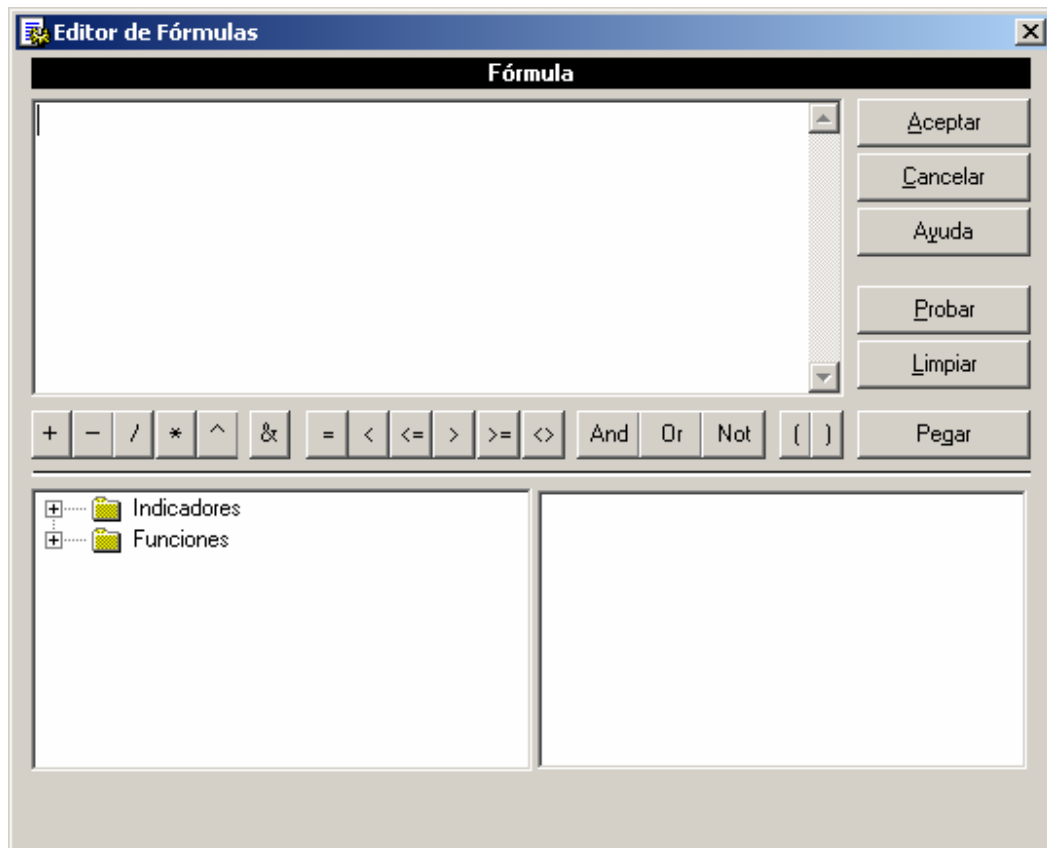 Editor de Fórmulas
Fórmula
Aceptar
Cancelar
Ayuda
Probar
Limpiar
+ - / * ^ & = < <= > >= <> And Or Not ( ) Pegar
Indicadores
Funciones